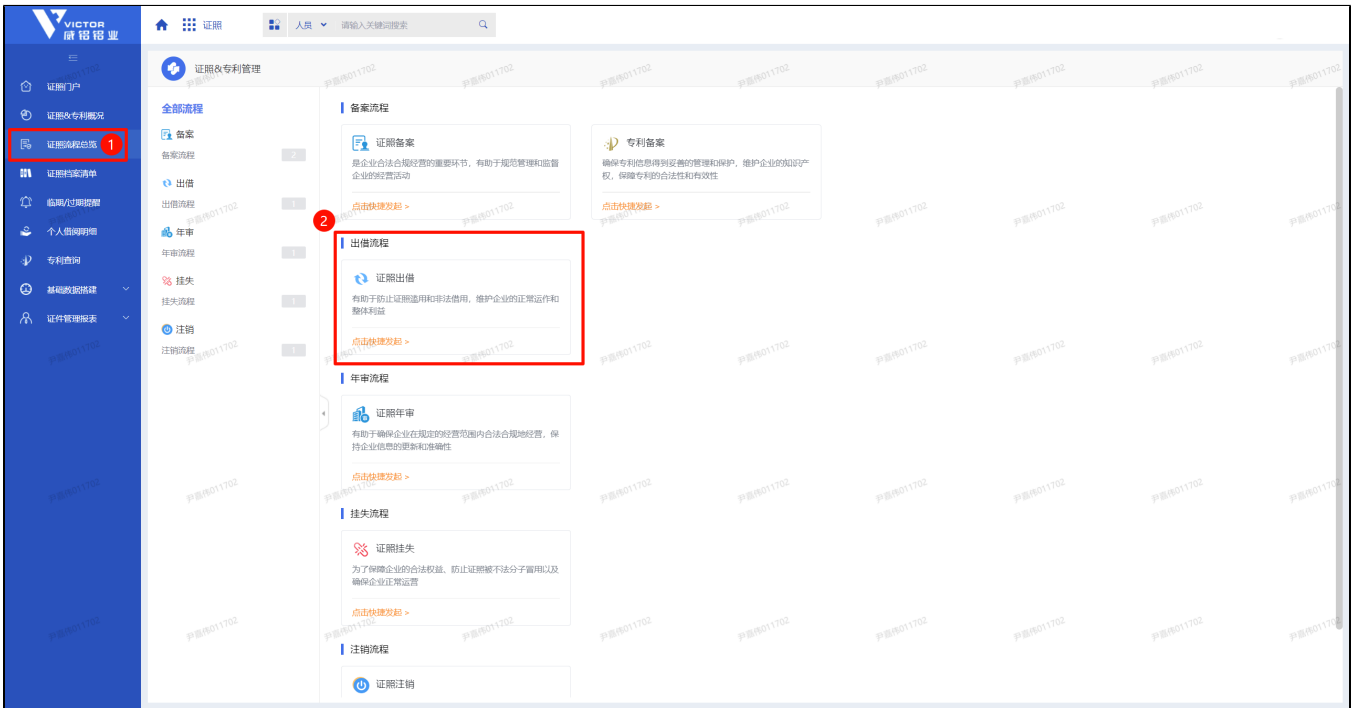 VICTOR
威铝铝业
证照
人员
请输入关键词搜索
证照门户
证照&专利概况
证照流程总览
1
证照档案清单
临期/过期提醒
个人借阅明细
专利查询
基础数据搭建
证件管理报表
证照&专利管理
全部流程
备案
备案流程 2
出借
出借流程 1
年审
年审流程 1
挂失
挂失流程 1
注销
注销流程 1
备案流程
证照备案
是企业合法合规经营的重要环节，有助于规范管理和监督
企业的经营活动
点击快捷发起 >
专利备案
确保专利信息得到妥善的管理和保护，维护企业的知识产
权，保障专利的合法性和有效性
点击快捷发起 >
2
出借流程
证照出借
有助于防止证照滥用和非法借用，维护企业的正常运作和
整体利益
点击快捷发起 >
年审流程
证照年审
有助于确保企业在规定的经营范围内合法合规地经营，保
持企业信息的更新和准确性
点击快捷发起 >
挂失流程
证照挂失
为了保障企业的合法权益，防止证照被不法分子冒用以及
确保企业正常运营
点击快捷发起 >
注销流程
证照注销
尹嘉伟011702